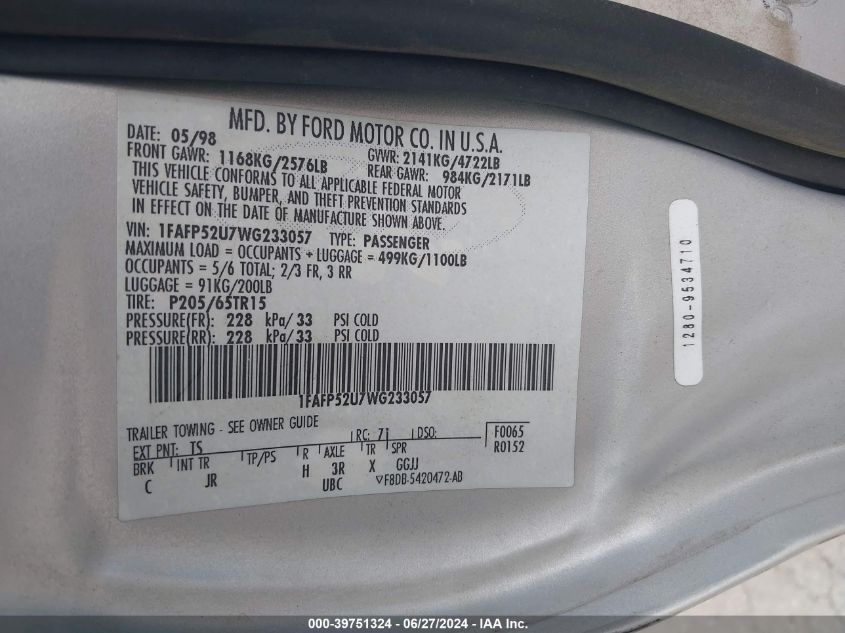 MFD. BY FORD MOTOR CO. IN U.S.A.
DATE: 05/98 GVWR: 2141KG/4722LB
FRONT GAWR: 1168KG/2576LB REAR GAWR: 984KG/2171LB
THIS VEHICLE CONFORMS TO ALL APPLICABLE FEDERAL MOTOR
VEHICLE SAFETY, BUMPER, AND THEFT PREVENTION STANDARDS
IN EFFECT ON THE DATE OF MANUFACTURE SHOWN ABOVE.
VIN: 1FAFP52U7WG233057 TYPE: PASSENGER
MAXIMUM LOAD = OCCUPANTS + LUGGAGE = 499KG/1100LB
OCCUPANTS = 5/6 TOTAL; 2/3 FR, 3 RR
LUGGAGE = 91KG/200LB
TIRE: P205/65TR15
PRESSURE(FR): 228 kPa/ 33 PSI COLD
PRESSURE(RR): 228 kPa/ 33 PSI COLD
1FAFP52U7WG233057
TRAILER TOWING - SEE OWNER GUIDE
EXT PNT: TS RC: 71 DSO: F0065
BRK INT TR TP/PS R AXLE TR SPR R0152
C JR H 3R X GGJJ
UBC ▽F8DB-5420472-AB
1280-9534710
000-39751324 - 06/27/2024 - IAA Inc.